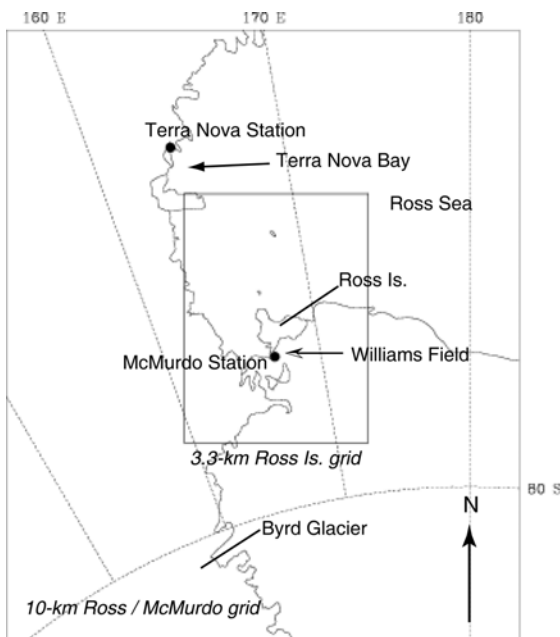 160 E 170 E 180
Terra Nova Station
Terra Nova Bay
Ross Sea
Ross Is.
Williams Field
McMurdo Station
3.3-km Ross Is. grid
80 S
N
Byrd Glacier
10-km Ross / McMurdo grid